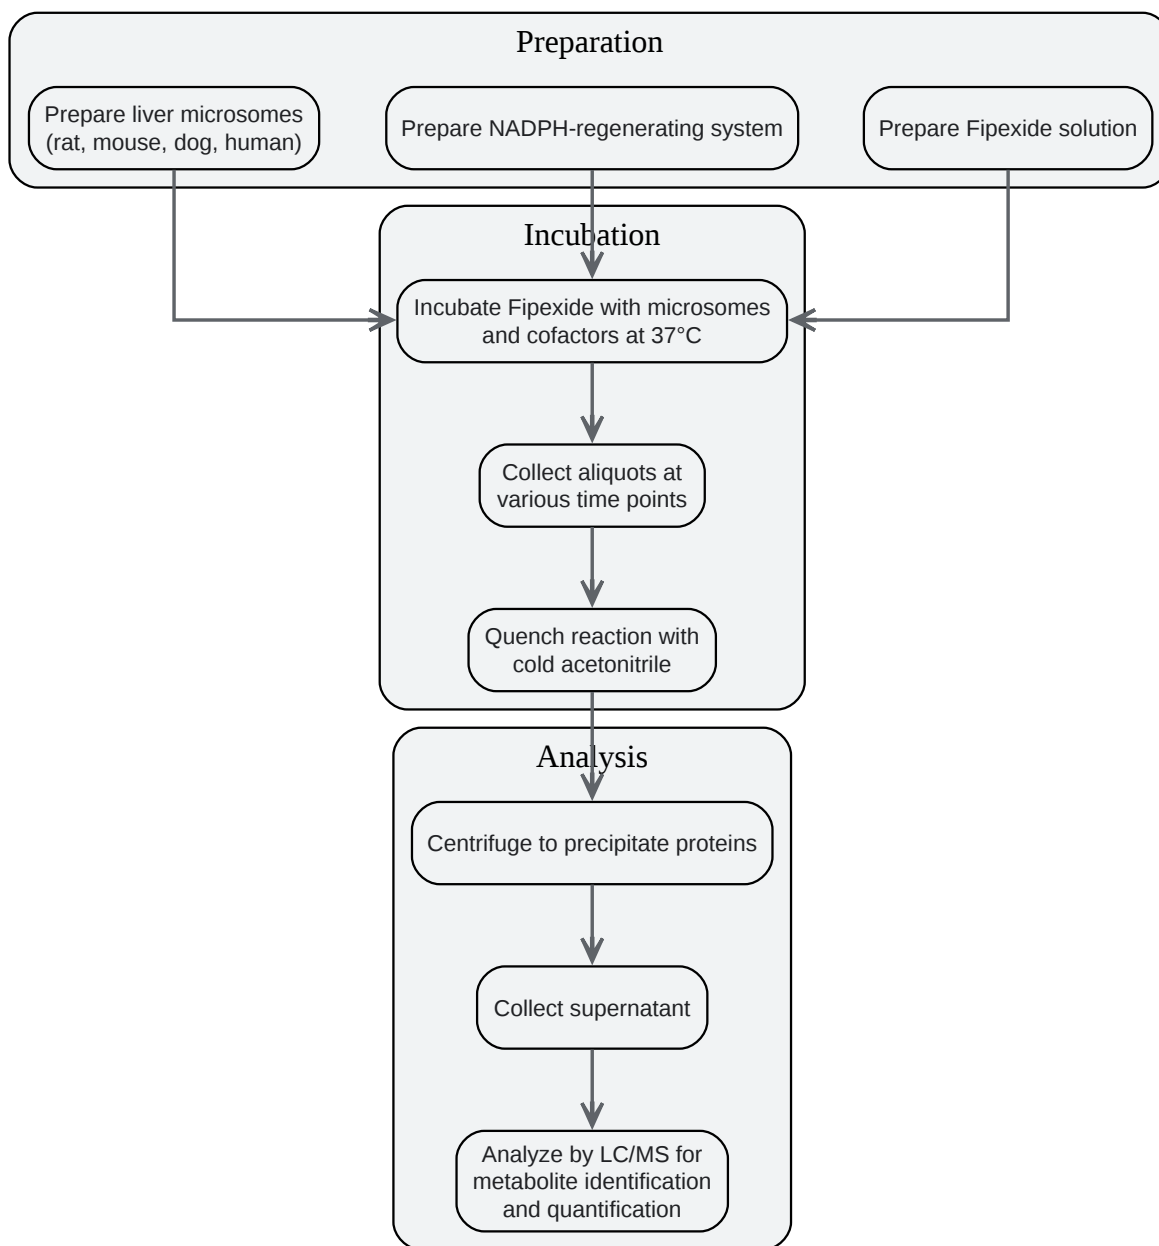 Preparation
Prepare liver microsomes
(rat, mouse, dog, human)
Prepare NADPH-regenerating system
Prepare Fipexide solution
Incubation
Incubate Fipexide with microsomes
and cofactors at 37°C
Collect aliquots at
various time points
Quench reaction with
cold acetonitrile
Analysis
Centrifuge to precipitate proteins
Collect supernatant
Analyze by LC/MS for
metabolite identification
and quantification